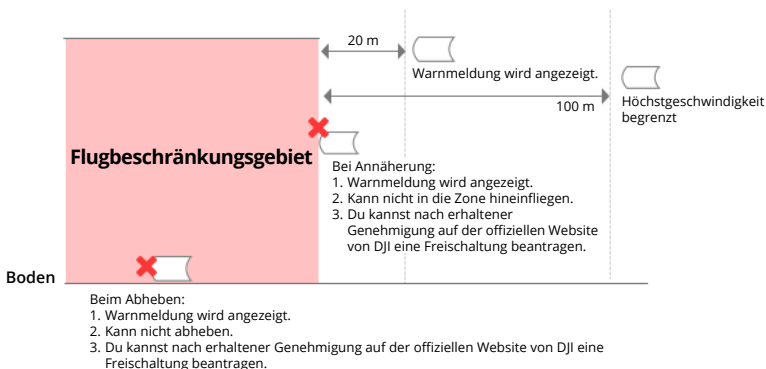 20 m
Warnmeldung wird angezeigt.
100 m
Höchstgeschwindigkeit
begrenzt
Flugbeschränkungsgebiet
Bei Annäherung:
1. Warnmeldung wird angezeigt.
2. Kann nicht in die Zone hineinfliegen.
3. Du kannst nach erhaltener
Genehmigung auf der offiziellen Website
von DJI eine Freischaltung beantragen.
Boden
Beim Abheben:
1. Warnmeldung wird angezeigt.
2. Kann nicht abheben.
3. Du kannst nach erhaltener Genehmigung auf der offiziellen Website von DJI eine
Freischaltung beantragen.